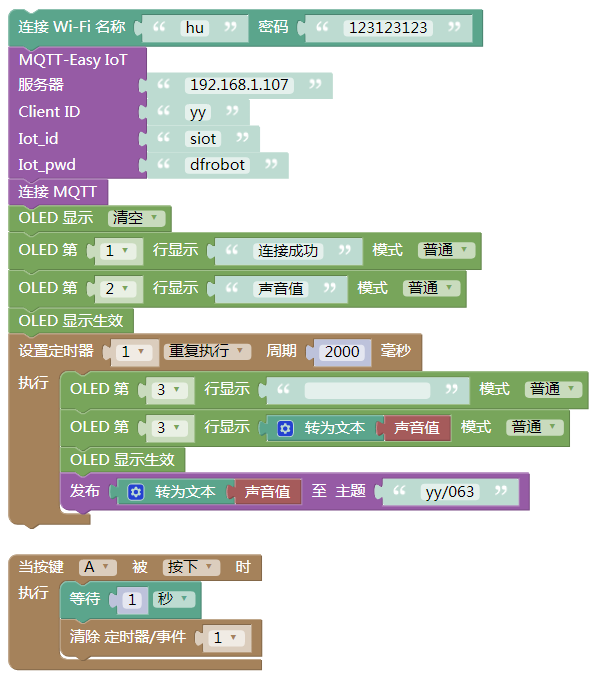 连接 Wi-Fi 名称 “ hu ” 密码 “ 123123123 ”
MQTT-Easy IoT
服务器 “ 192.168.1.107 ”
Client ID “ yy ”
Iot_id “ siot ”
Iot_pwd “ dfrobot ”
连接 MQTT
OLED 显示 清空
OLED 第 1 行显示 “ 连接成功 ” 模式 普通
OLED 第 2 行显示 “ 声音值 ” 模式 普通
OLED 显示生效
设置定时器 1 重复执行 周期 2000 毫秒
执行 OLED 第 3 行显示 “ ” 模式 普通
OLED 第 3 行显示 转为文本 声音值 模式 普通
OLED 显示生效
发布 转为文本 声音值 至 主题 “ yy/063 ”
当按键 A 被 按下 时
执行 等待 1 秒
清除 定时器/事件 1